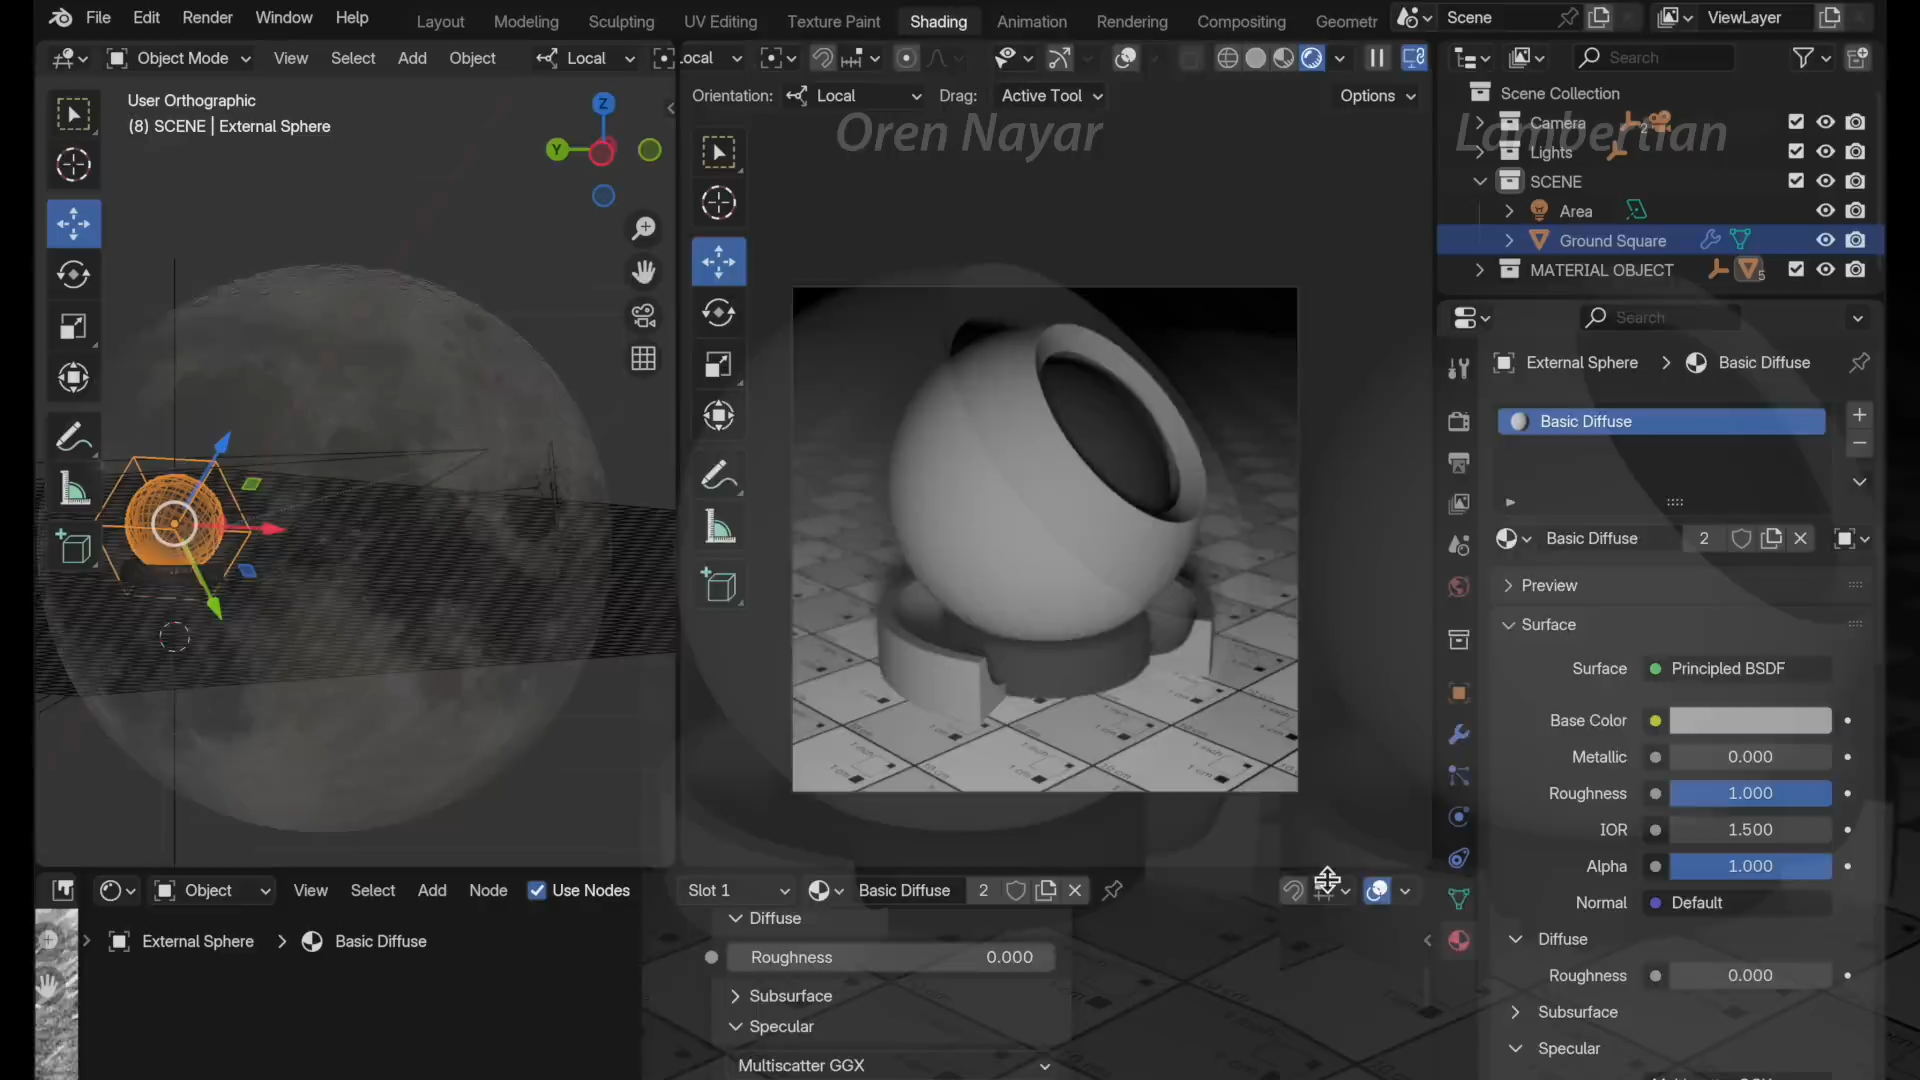 File Edit Render Window Help Layout Modeling Sculpting UV Editing Texture Paint Shading Animation Rendering Compositing Geometr Scene ViewLayer
Object Mode View Select Add Object Local ocal Search
Orientation: Local Drag: Active Tool Options
User Orthographic
(8) SCENE | External Sphere
Z
Y
Oren Nayar
Lambertian
Scene Collection
Camera 2
Lights
SCENE
Area
Ground Square
MATERIAL OBJECT 5
Search
External Sphere > Basic Diffuse
Basic Diffuse
Basic Diffuse 2
Preview
Surface
Surface Principled BSDF
Base Color
Metallic 0.000
Roughness 1.000
IOR 1.500
Alpha 1.000
Normal Default
Diffuse
Roughness 0.000
Subsurface
Specular
Object View Select Add Node Use Nodes Slot 1 Basic Diffuse 2
External Sphere > Basic Diffuse
Diffuse
Roughness 0.000
Subsurface
Specular
Multiscatter GGX